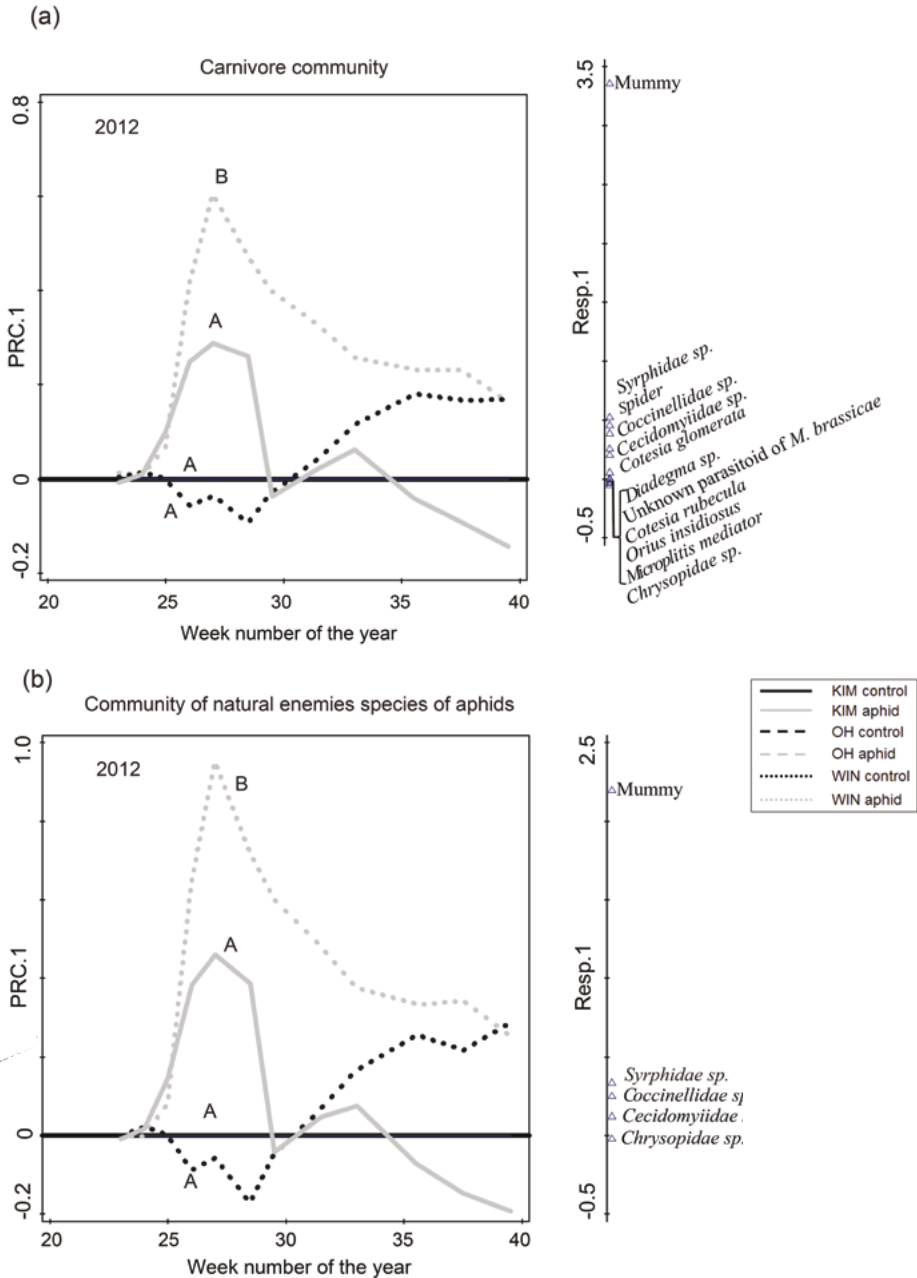 (a)
Carnivore community
2012
0.8
0
-0.2
PRC.1
B
A
A
A
20
25
30
35
40
Week number of the year
3.5
-0.5
Resp.1
Mummy
Syrphidae sp.
spider
Coccinellidae sp.
Cecidomyiidae sp.
Cotesia glomerata
Diadegma sp.
Unknown parasitoid of M. brassicae
Cotesia rubecula
Orius insidiosus
Microplitis mediator
Chrysopidae sp.
(b)
Community of natural enemies species of aphids
2012
1.0
0
-0.2
PRC.1
B
A
A
A
20
25
30
35
40
Week number of the year
2.5
-0.5
Resp.1
Mummy
Syrphidae sp.
Coccinellidae sp
Cecidomyiidae
Chrysopidae sp.
KIM control
KIM aphid
OH control
OH aphid
WIN control
WIN aphid